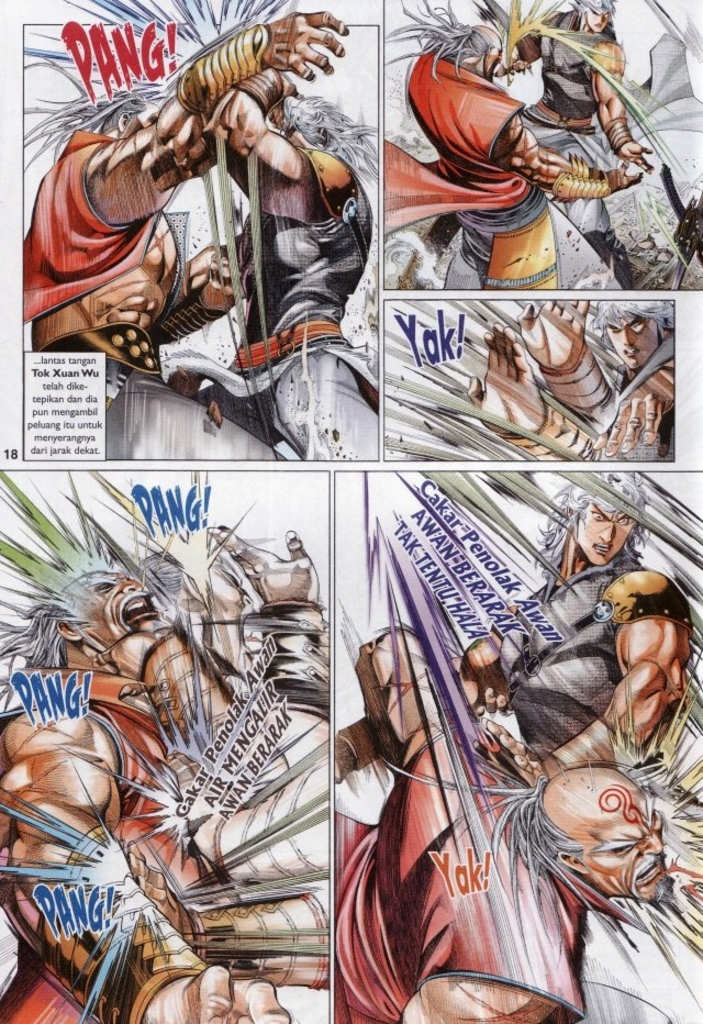 PANG!
...lantas tangan
Tok Xuan Wu
telah dike-
tepikan dan dia
pun mengambil
peluang itu untuk
menyerangnya
dari jarak dekat.
18
Yak!
PANG!
PANG!
Cakar Penolak Awan
AIR MENGALIR
AWAN BERARAK
PANG!
Cakar Penolak Awan
AWAN BERARAK
TAK TENTU HALA
Yak!